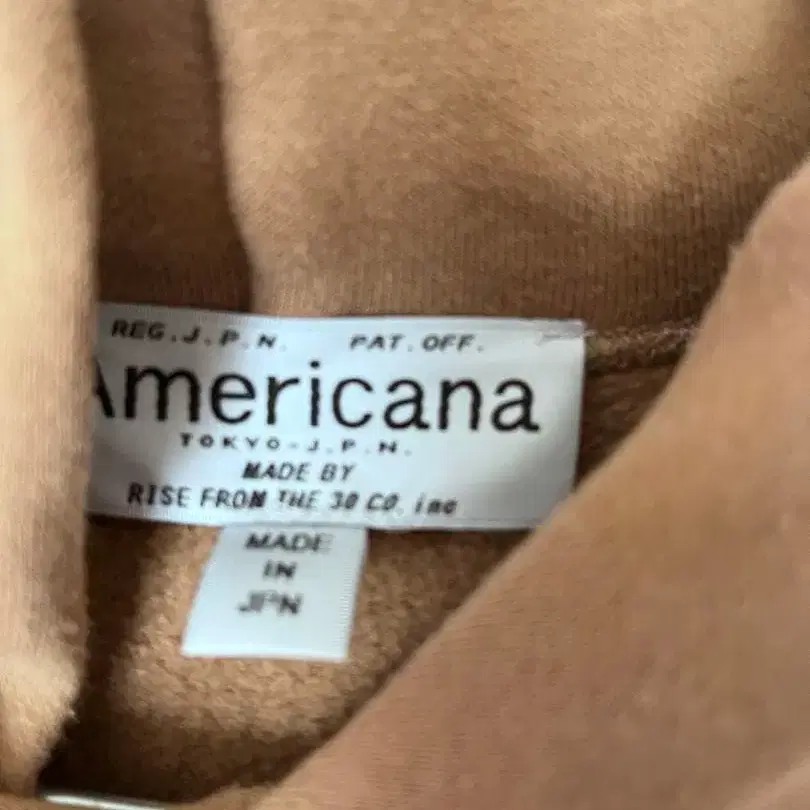 REG.J.P.N. PAT.OFF.
Americana
TOKYO-J.P.N.
MADE BY
RISE FROM THE 30 CO. inc
MADE
IN
JPN